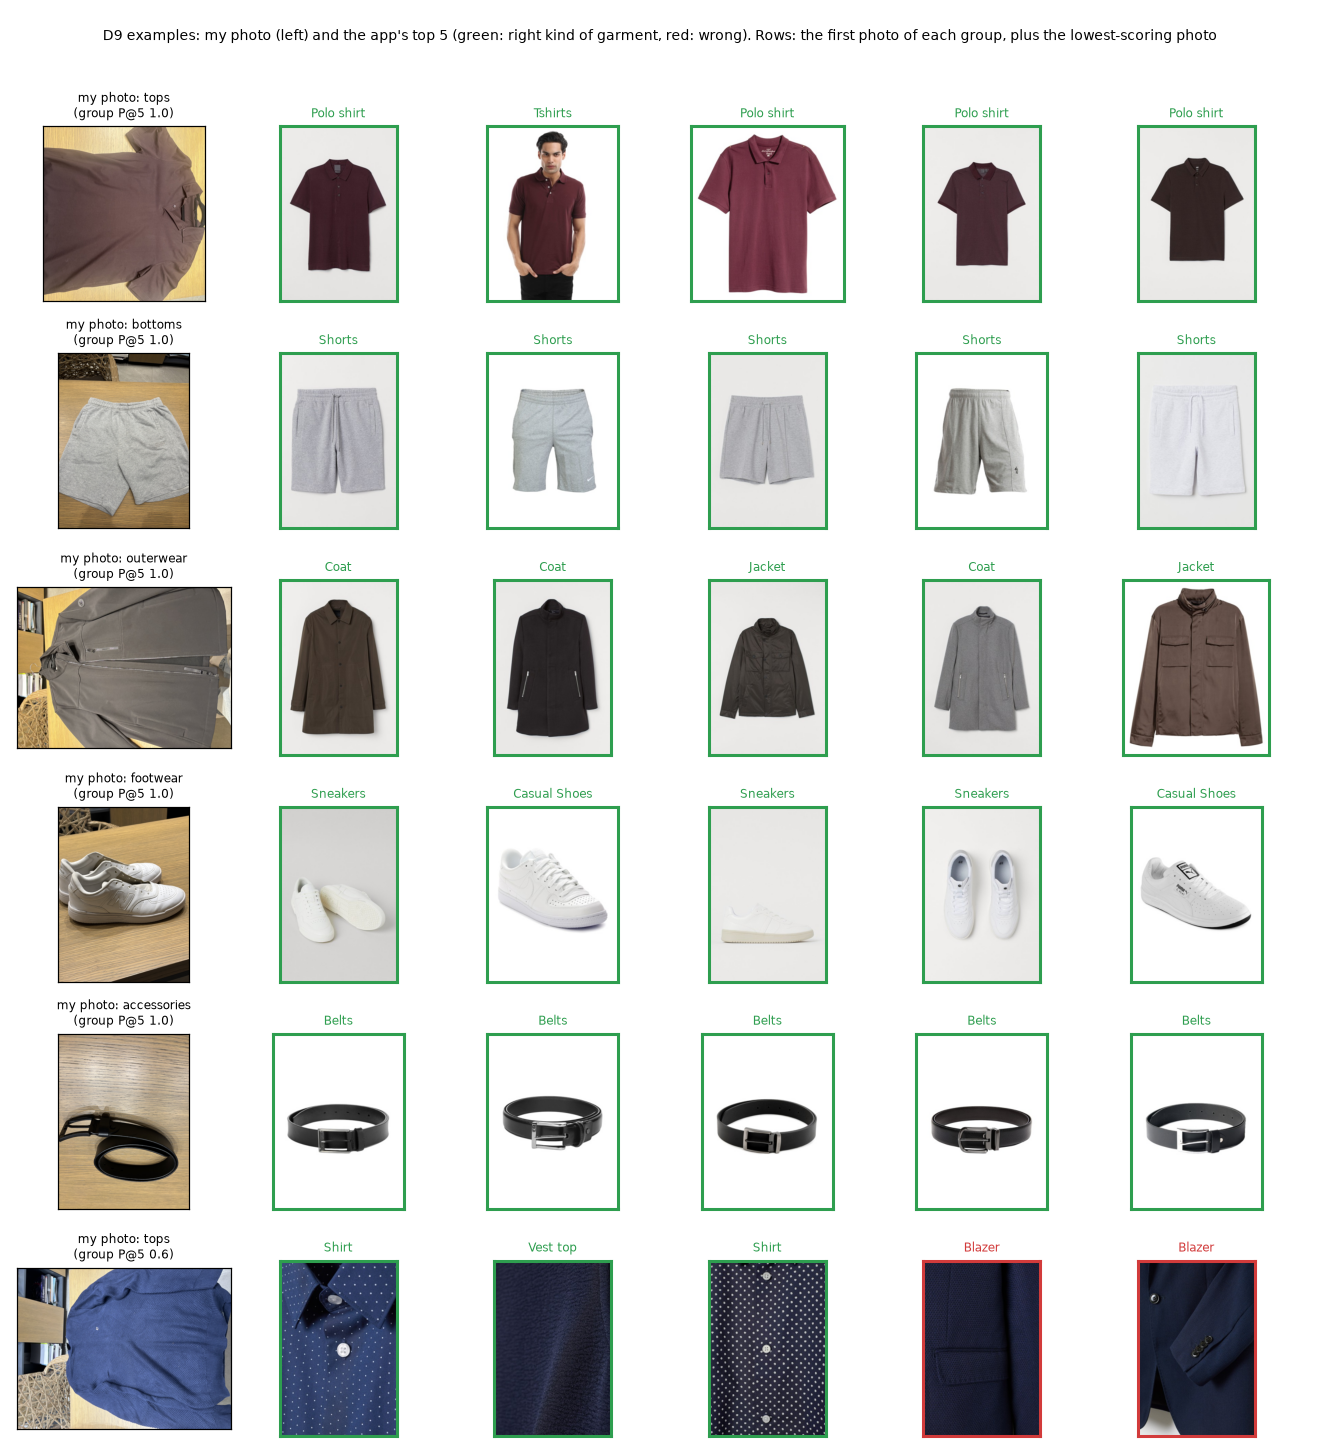 D9 examples: my photo (left) and the app's top 5 (green: right kind of garment, red: wrong). Rows: the first photo of each group, plus the lowest-scoring photo
my photo: tops
(group P@5 1.0)
Polo shirt
Tshirts
Polo shirt
Polo shirt
Polo shirt
my photo: bottoms
(group P@5 1.0)
Shorts
Shorts
Shorts
Shorts
Shorts
my photo: outerwear
(group P@5 1.0)
Coat
Coat
Jacket
Coat
Jacket
my photo: footwear
(group P@5 1.0)
Sneakers
Casual Shoes
Sneakers
Sneakers
Casual Shoes
my photo: accessories
(group P@5 1.0)
Belts
Belts
Belts
Belts
Belts
my photo: tops
(group P@5 0.6)
Shirt
Vest top
Shirt
Blazer
Blazer